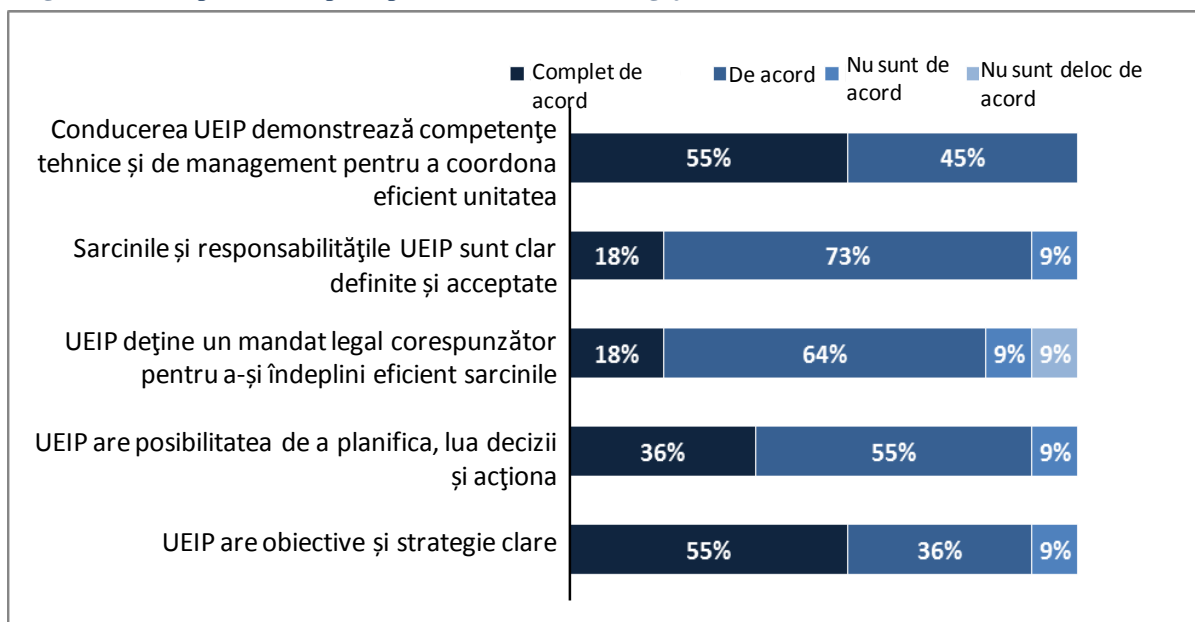 Complet de acord
De acord
Nu sunt de acord
Nu sunt deloc de acord
Conducerea UEIP demonstrează competenţe
tehnice și de management pentru a coordona
eficient unitatea
55% 45%
Sarcinile și responsabilităţile UEIP sunt clar
definite și acceptate
18% 73% 9%
UEIP deţine un mandat legal corespunzător
pentru a-și îndeplini eficient sarcinile
18% 64% 9% 9%
UEIP are posibilitatea de a planifica, lua decizii
și acţiona
36% 55% 9%
UEIP are obiective și strategie clare
55% 36% 9%